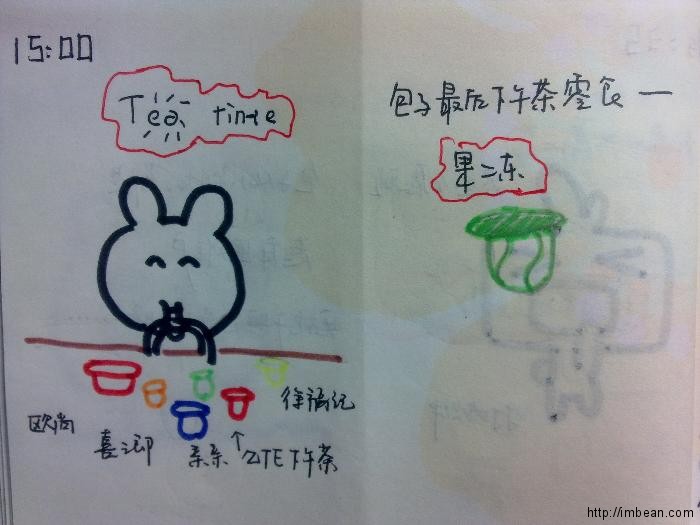 15:00
Tea time
包子最后下午茶零食一
果冻
欧尚
喜之郎
亲亲
↑ZTE下午茶
徐福记
http://imbean.com